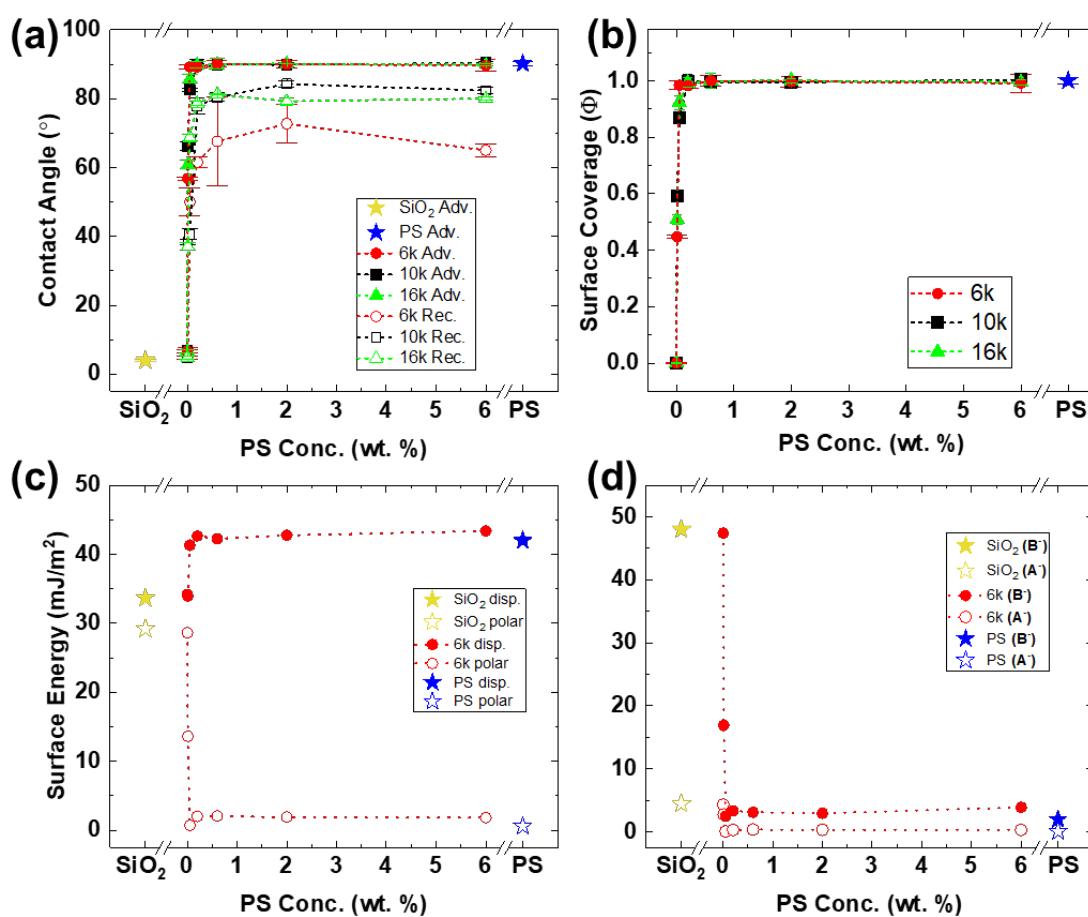 (a)
100
80
60
40
20
0
Contact Angle (°)
SiO₂ Adv.
PS Adv.
6k Adv.
10k Adv.
16k Adv.
6k Rec.
10k Rec.
16k Rec.
SiO₂ 0 1 2 3 4 5 6 PS
PS Conc. (wt. %)
(b)
1.0
0.8
0.6
0.4
0.2
0.0
Surface Coverage (Φ)
6k
10k
16k
0 1 2 3 4 5 6 PS
PS Conc. (wt. %)
(c)
50
40
30
20
10
0
Surface Energy (mJ/m²)
SiO₂ disp.
SiO₂ polar
6k disp.
6k polar
PS disp.
PS polar
SiO₂ 0 1 2 3 4 5 6 PS
PS Conc. (wt. %)
(d)
50
45
40
35
30
25
20
15
10
5
0
SiO₂ (B⁻)
SiO₂ (A⁻)
6k (B⁻)
6k (A⁻)
PS (B⁻)
PS (A⁻)
SiO₂ 0 1 2 3 4 5 6 PS
PS Conc. (wt. %)